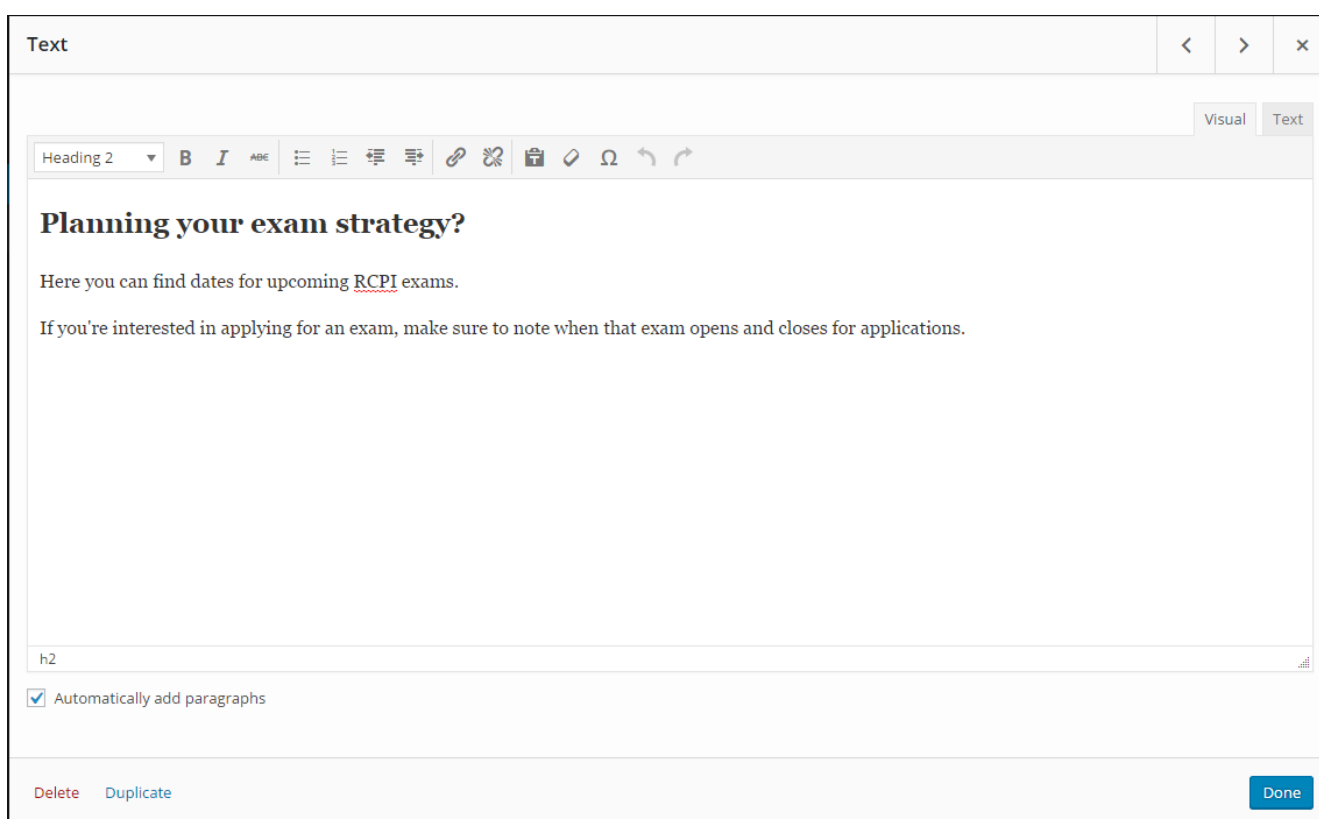 Text
Visual Text
Heading 2 B I ABE Ω
Planning your exam strategy?
Here you can find dates for upcoming RCPI exams.
If you're interested in applying for an exam, make sure to note when that exam opens and closes for applications.
h2
Automatically add paragraphs
Delete Duplicate Done